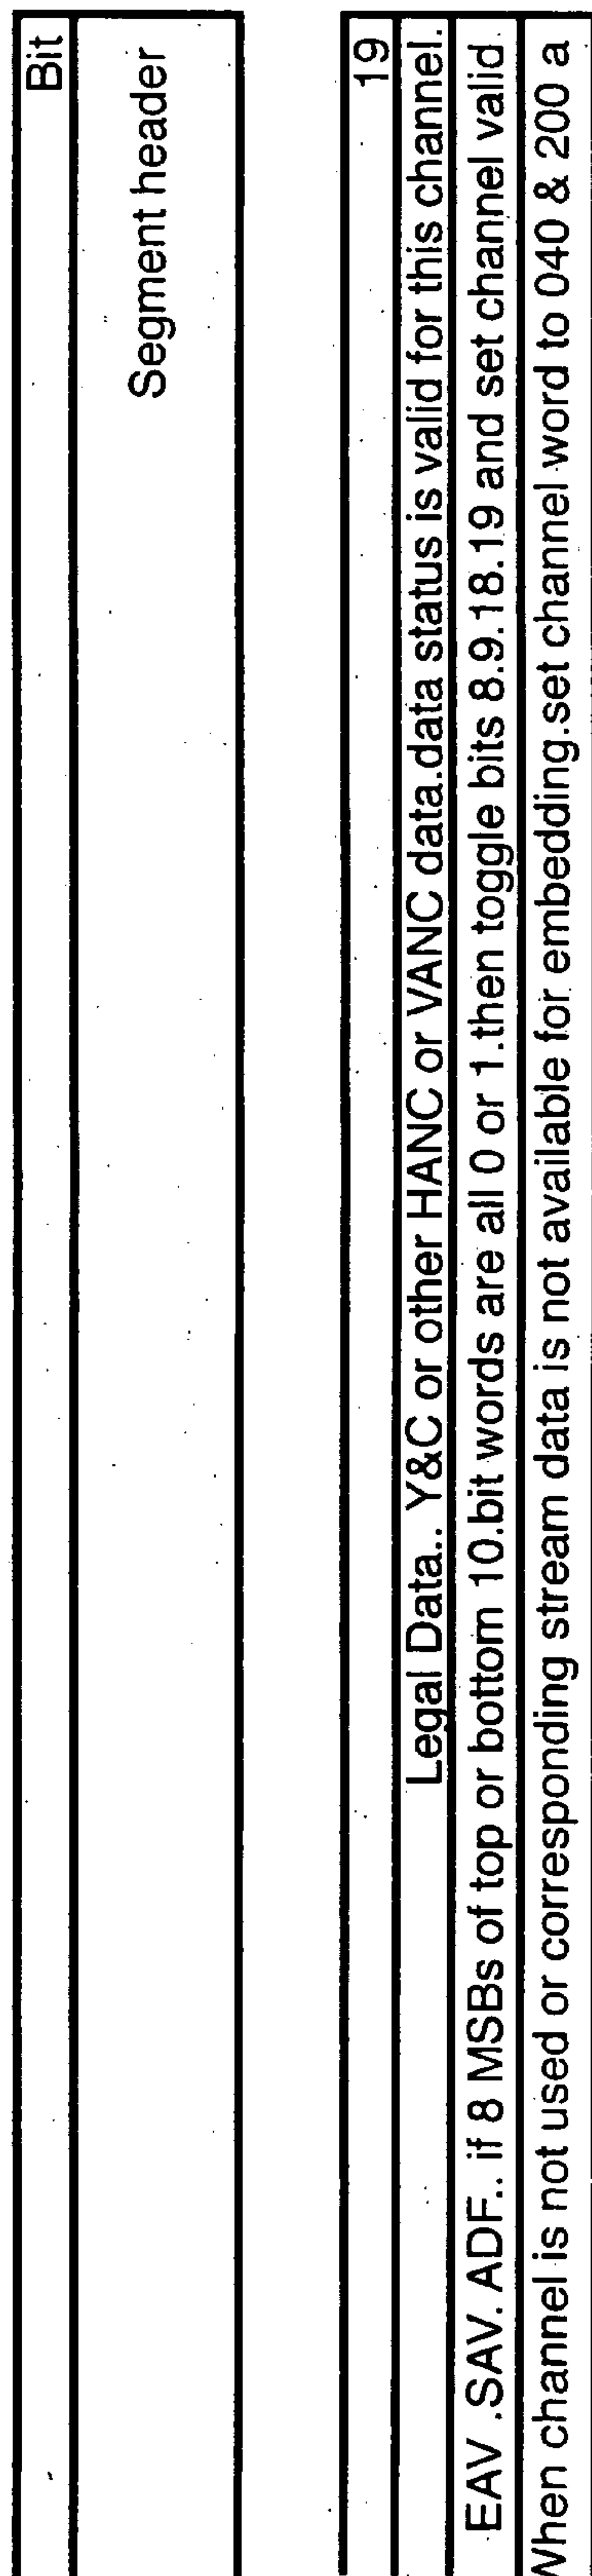 Bit
Segment header
19
Legal Data.. Y&C or other HANC or VANC data.data status is valid for this channel.
EAV .SAV. ADF.. if 8 MSBs of top or bottom 10.bit words are all 0 or 1.then toggle bits 8.9.18.19 and set channel valid
When channel is not used or corresponding stream data is not available for embedding.set channel word to 040 & 200 a